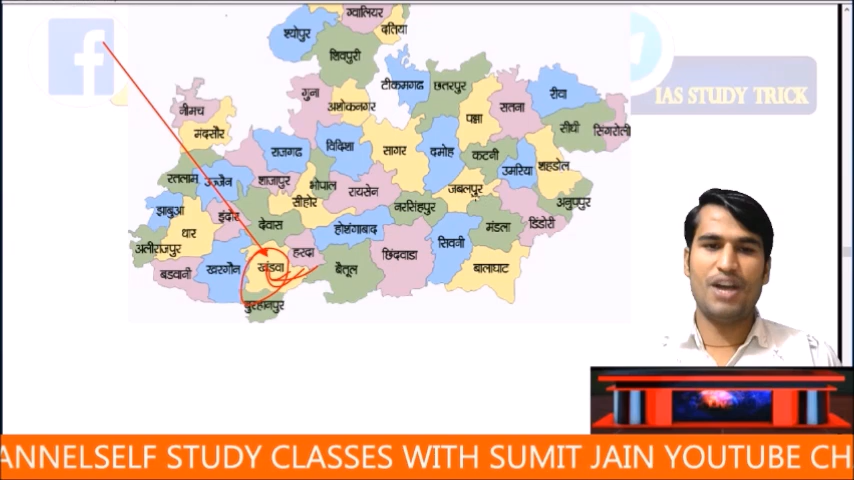 ग्वालियर
श्योपुर
दतिया
शिवपुरी
टीकमगढ
छतरपुर
रीवा
गुना
सतना
अशोकनगर
IAS STUDY TRICK
नीमच
पन्ना
मंदसौर
सीधी
सिंगरोली
राजगढ
विदिशा
सागर
दमोह
कटनी
उमरिया
शहडोल
रतलाम
उज्जैन
शाजापुर
भोपाल
रायसेन
जबलपुर
झाबुआ
सीहोर
नरसिंहपुर
अनुपपुर
इंदौर
देवास
डिंडोरी
धार
होशंगाबाद
मंडला
अलीराजपुर
सिवनी
हरदा
छिंदवाडा
बडवानी
खरगौन
खंडवा
बैतूल
बालाघाट
बुरहानपुर
ANNELSELF STUDY CLASSES WITH SUMIT JAIN YOUTUBE CH